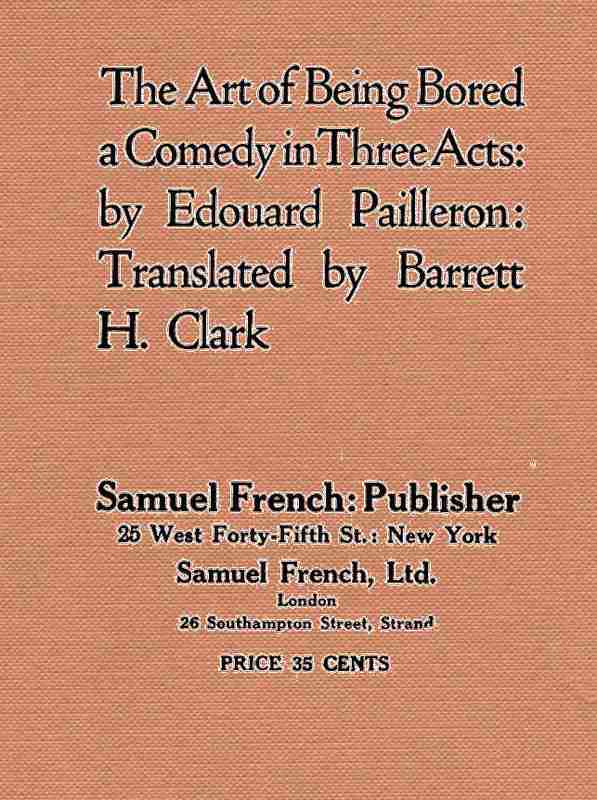 The Art of Being Bored
a Comedy in Three Acts:
by Edouard Pailleron:
Translated by Barrett
H. Clark
Samuel French: Publisher
25 West Forty-Fifth St.: New York
Samuel French, Ltd.
London
26 Southampton Street, Strand
PRICE 35 CENTS